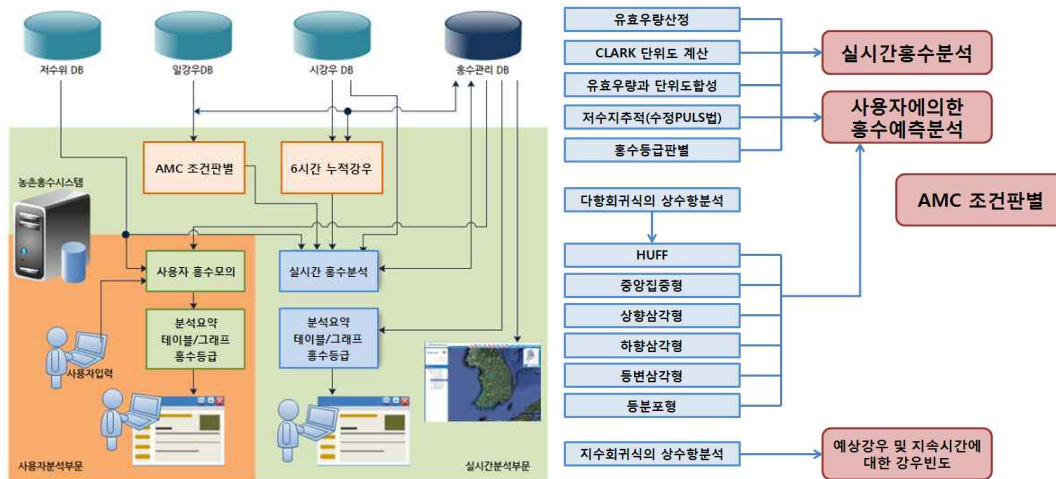 저수위 DB
일강우DB
시강우 DB
홍수관리 DB
AMC 조건판별
6시간 누적강우
농촌홍수시스템
사용자 홍수모의
실시간 홍수분석
분석요약
테이블/그래프
홍수등급
분석요약
테이블/그래프
홍수등급
사용자입력
사용자분석부문
실시간분석부문
유효우량산정
CLARK 단위도 계산
유효우량과 단위도합성
저수지추적(수정PULS법)
홍수등급판별
실시간홍수분석
사용자에의한
홍수예측분석
AMC 조건판별
다항회귀식의 상수항분석
HUFF
중앙집중형
상향삼각형
하향삼각형
등변삼각형
등분포형
지수회귀식의 상수항분석
예상강우 및 지속시간에
대한 강우빈도